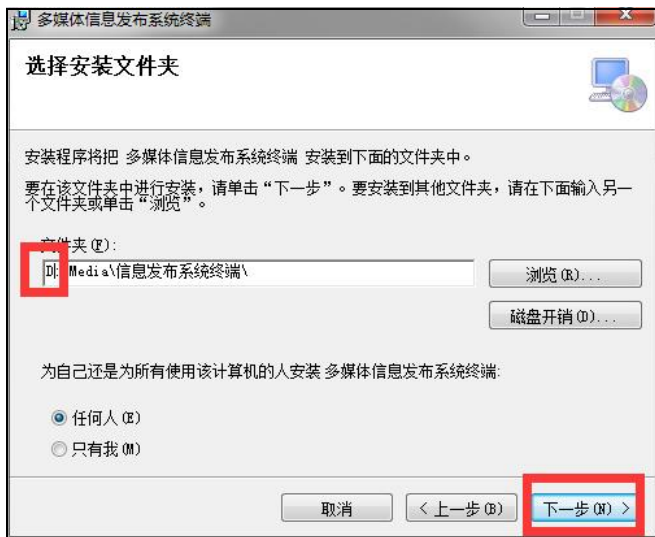 多媒体信息发布系统终端
选择安装文件夹
安装程序将把 多媒体信息发布系统终端 安装到下面的文件夹中。
要在该文件夹中进行安装，请单击“下一步”。要安装到其他文件夹，请在下面输入另一
个文件夹或单击“浏览”。
文件夹(F):
D:\Media\信息发布系统终端\
浏览(R)...
磁盘开销(D)...
为自己还是为所有使用该计算机的人安装 多媒体信息发布系统终端:
任何人(E)
只有我(M)
取消
< 上一步(B)
下一步(N) >